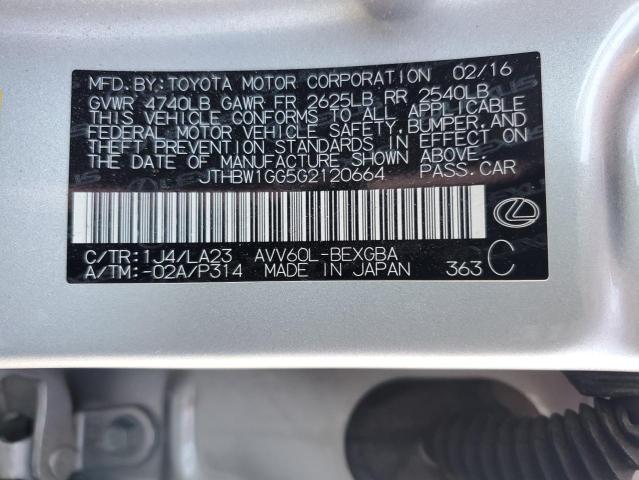 MFD. BY: TOYOTA MOTOR CORPORATION 02/16
GVWR 4740LB GAWR FR 2625LB RR 2540LB
THIS VEHICLE CONFORMS TO ALL APPLICABLE
FEDERAL MOTOR VEHICLE SAFETY, BUMPER, AND
THEFT PREVENTION STANDARDS IN EFFECT ON
THE DATE OF MANUFACTURE SHOWN ABOVE.
JTHBW1GG5G2120664 PASS. CAR
C/TR: 1J4/LA23 AVV60L-BEXGBA
A/TM: -02A/P314 MADE IN JAPAN 363 C